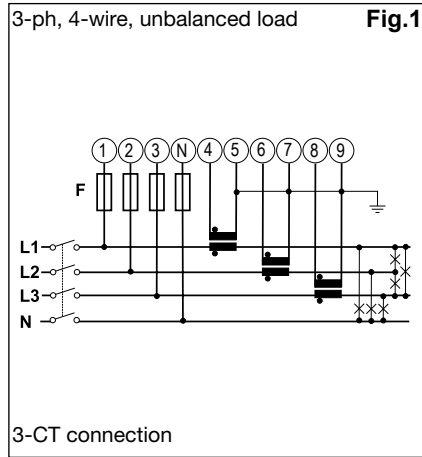 3-ph, 4-wire, unbalanced load Fig.1
1 2 3 N 4 5 6 7 8 9
F
L1
L2
L3
N
3-CT connection